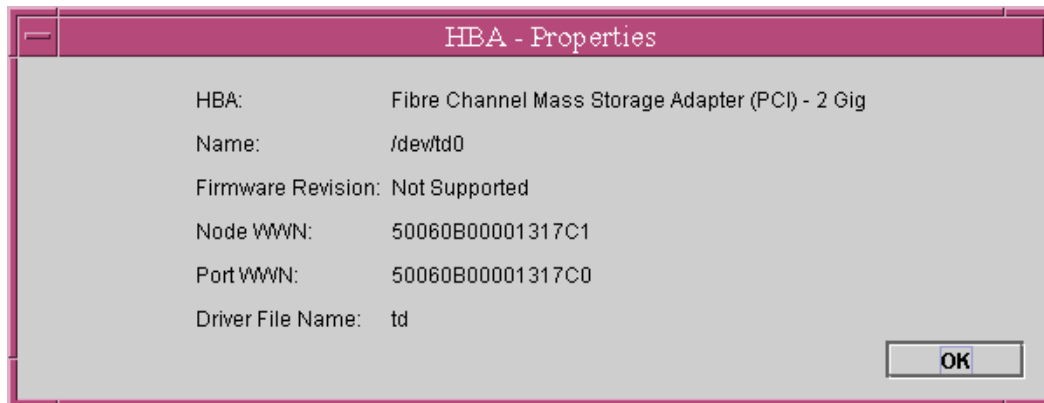 HBA - Properties
HBA: Fibre Channel Mass Storage Adapter (PCI) - 2 Gig
Name: /dev/td0
Firmware Revision: Not Supported
Node WWN: 50060B00001317C1
Port WWN: 50060B00001317C0
Driver File Name: td
OK